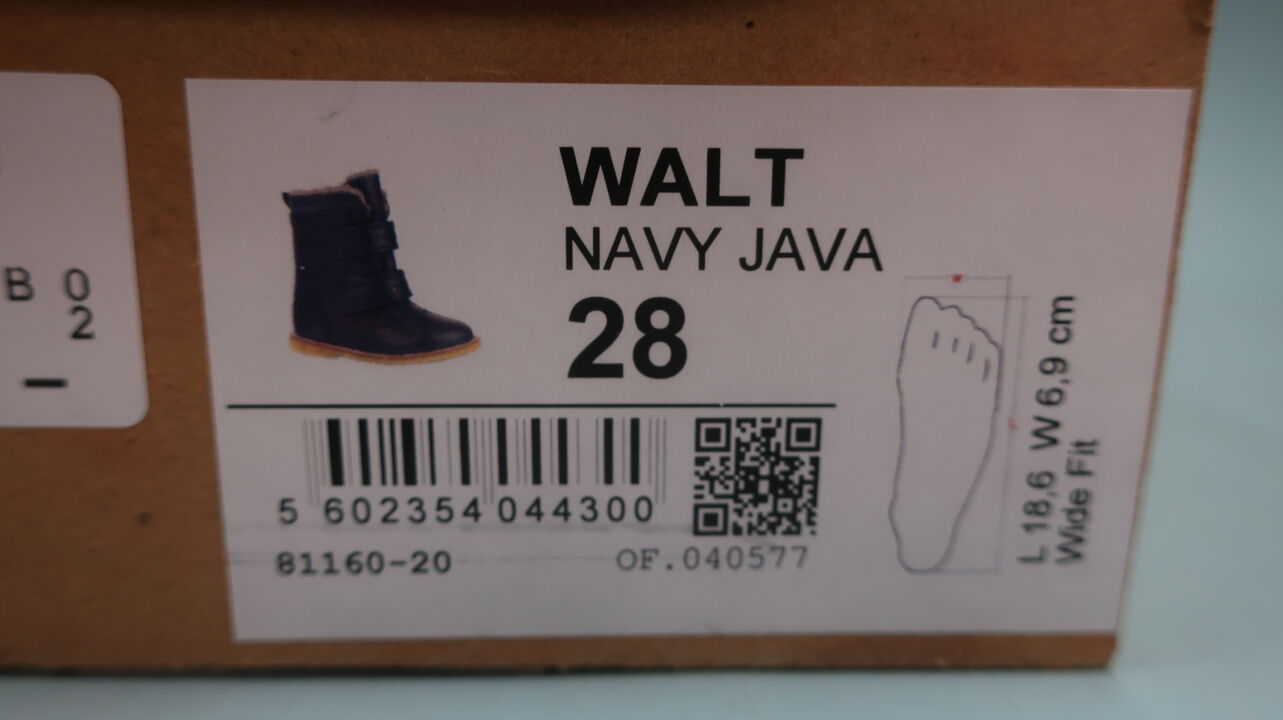 B 0
2
WALT
NAVY JAVA
28
5 602354 044300
81160-20
OF.040577
L 18,6 W 6,9 cm
Wide Fit